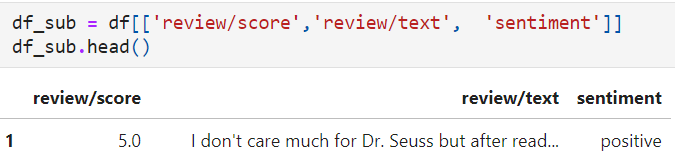 df_sub = df[['review/score','review/text',  'sentiment']]
df_sub.head()
review/score review/text sentiment
1 5.0 I don't care much for Dr. Seuss but after read... positive